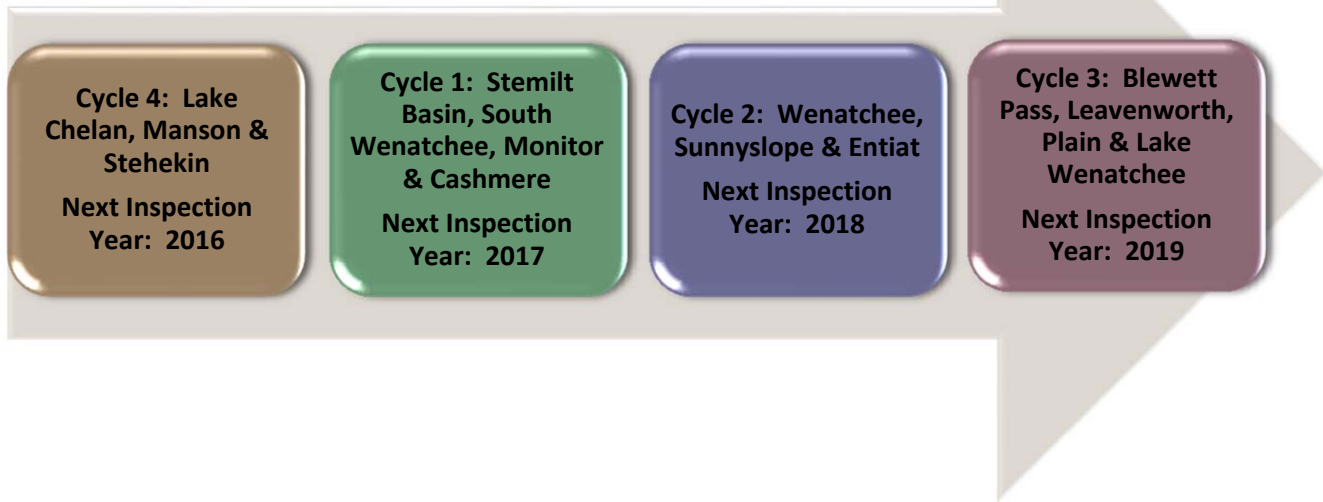 Cycle 4:  Lake
Chelan, Manson &
Stehekin
Next Inspection
Year:  2016
Cycle 1:  Stemilt
Basin, South
Wenatchee, Monitor
& Cashmere
Next Inspection
Year:  2017
Cycle 2:  Wenatchee,
Sunnyslope & Entiat
Next Inspection
Year:  2018
Cycle 3:  Blewett
Pass, Leavenworth,
Plain & Lake
Wenatchee
Next Inspection
Year:  2019